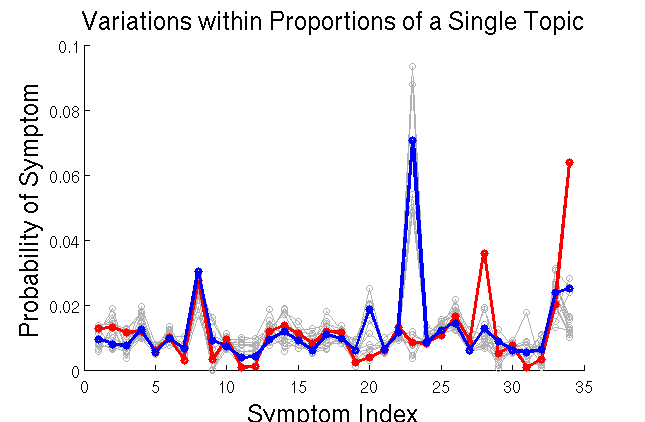 Variations within Proportions of a Single Topic
0.1
0.08
0.06
0.04
0.02
0
Probability of Symptom
0 5 10 15 20 25 30 35
Symptom Index